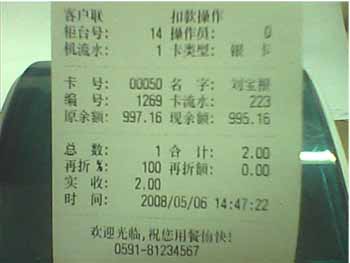 客户联 扣款操作
柜台号: 14 操作员: 0
机流水: 1 卡类型: 银 卡
卡 号: 00050 名 字: 刘宝
编 号: 1269 卡流水: 223
原余额: 997.16 现余额: 995.16
总 数: 1 合 计: 2.00
再折%: 100 再折额: 0.00
实 收: 2.00
时 间: 2008/05/06 14:47:22
欢迎光临,祝您用餐愉快!
0591-81234567